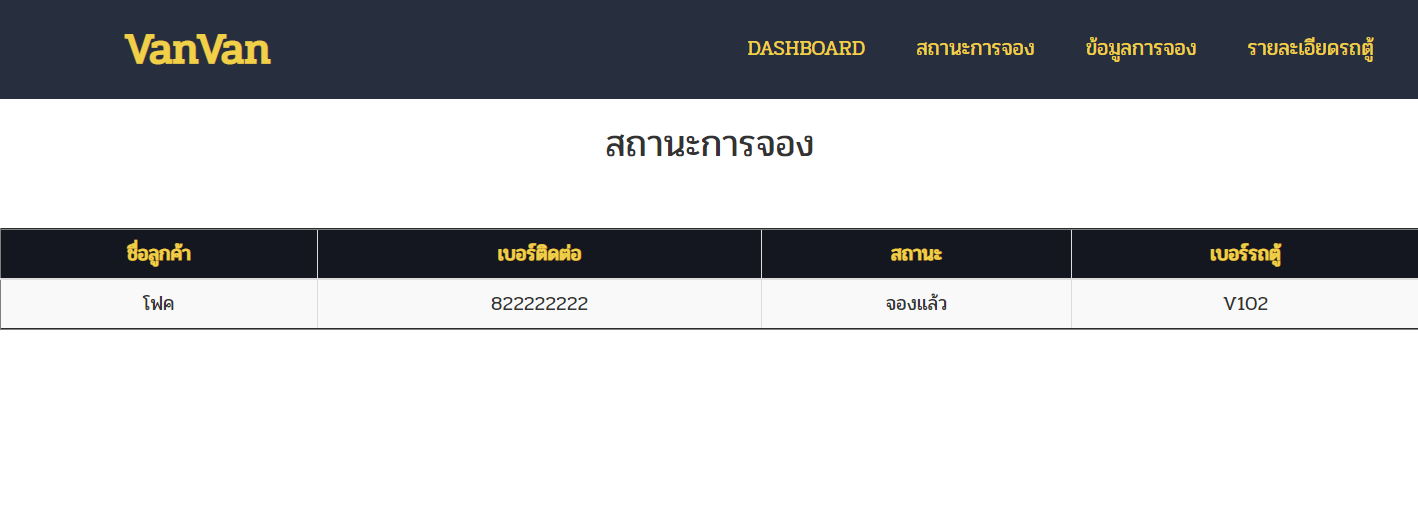 VanVan DASHBOARD สถานะการจอง ข้อมูลการจอง รายละเอียดรถตู้
สถานะการจอง
ชื่อลูกค้า เบอร์ติดต่อ สถานะ เบอร์รถตู้
โฟค 822222222 จองแล้ว V102